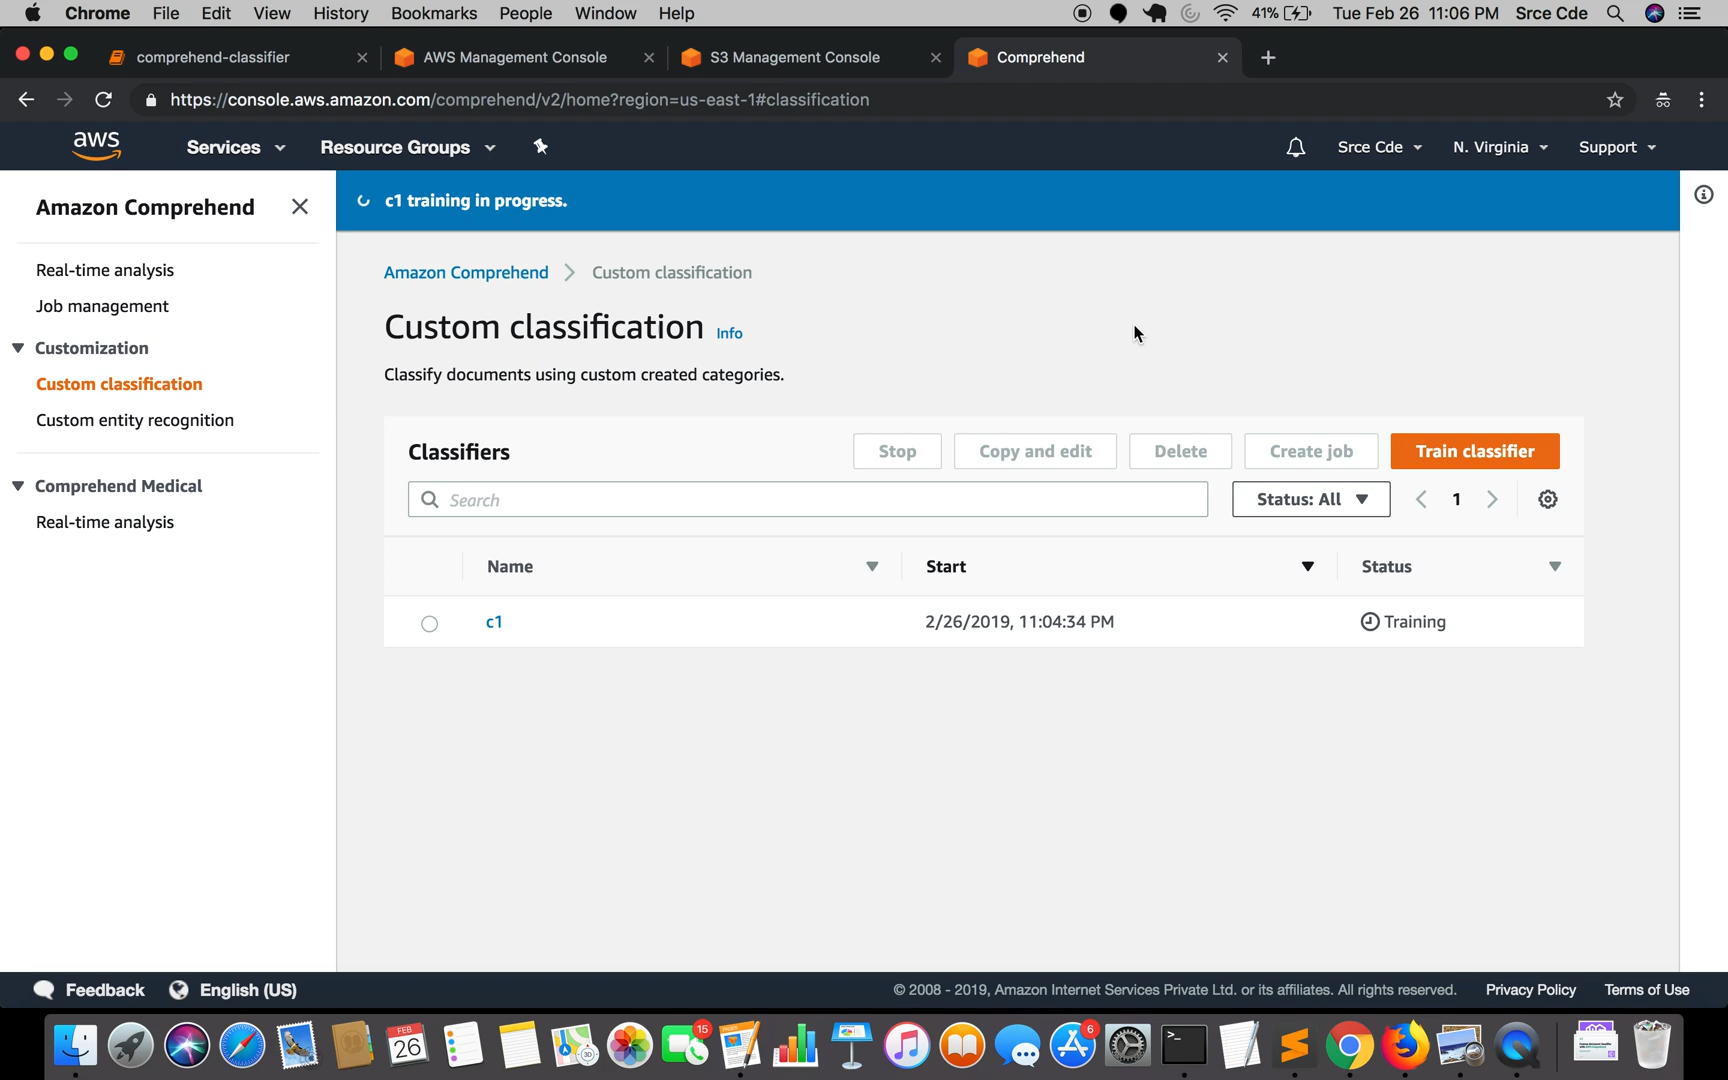 Chrome File Edit View History Bookmarks People Window Help 41% Tue Feb 26 11:06 PM Srce Cde
comprehend-classifier AWS Management Console S3 Management Console Comprehend
https://console.aws.amazon.com/comprehend/v2/home?region=us-east-1#classification
aws Services Resource Groups Srce Cde N. Virginia Support
Amazon Comprehend
Real-time analysis
Job management
Customization
Custom classification
Custom entity recognition
Comprehend Medical
Real-time analysis
c1 training in progress.
Amazon Comprehend > Custom classification
Custom classification Info
Classify documents using custom created categories.
Classifiers Stop Copy and edit Delete Create job Train classifier
Search Status: All 1
Name Start Status
c1 2/26/2019, 11:04:34 PM Training
Feedback English (US) © 2008 - 2019, Amazon Internet Services Private Ltd. or its affiliates. All rights reserved. Privacy Policy Terms of Use
FEB
26
15
6